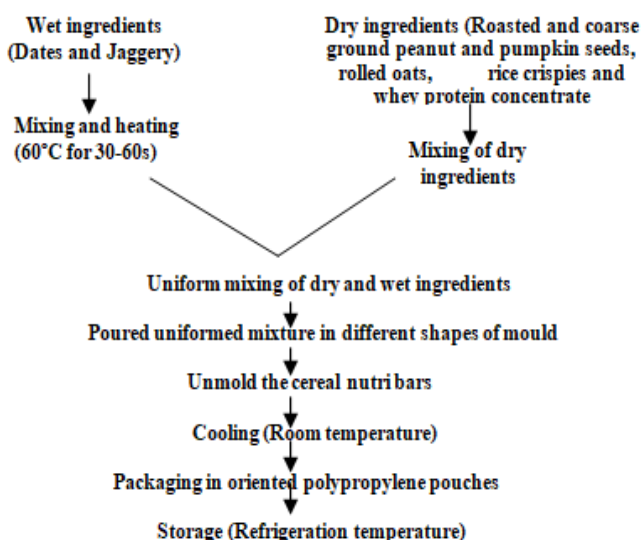 Wet ingredients
(Dates and Jaggery)
Mixing and heating
(60°C for 30-60s)
Dry ingredients (Roasted and coarse
ground peanut and pumpkin seeds,
rolled oats, rice crispies and
whey protein concentrate
Mixing of dry
ingredients
Uniform mixing of dry and wet ingredients
Poured uniformed mixture in different shapes of mould
Unmold the cereal nutri bars
Cooling (Room temperature)
Packaging in oriented polypropylene pouches
Storage (Refrigeration temperature)